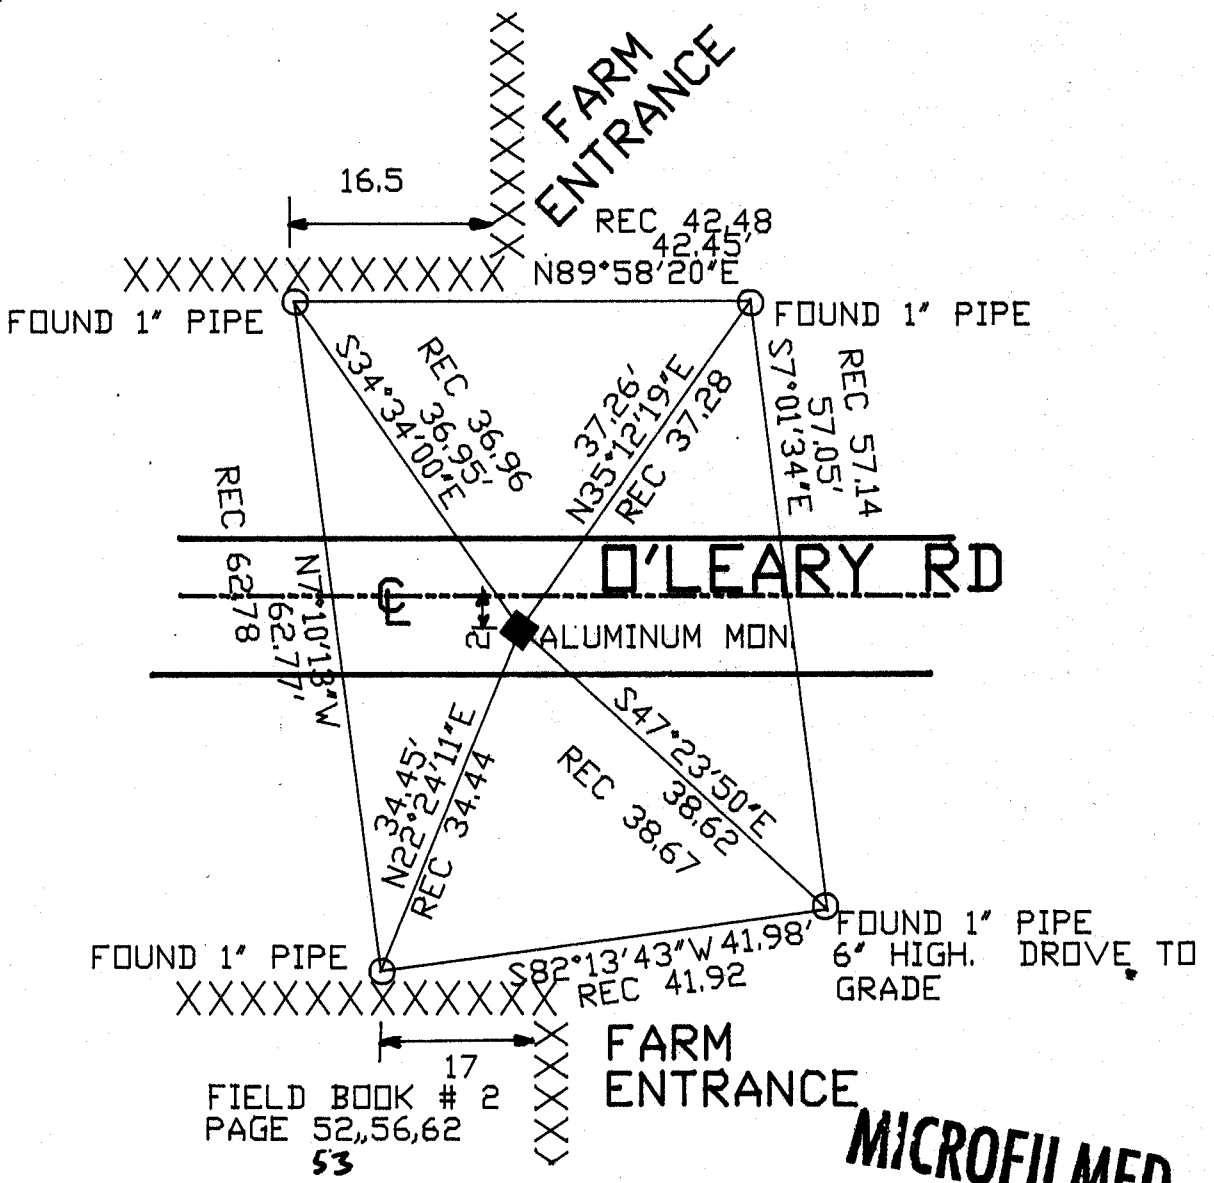 FARM
ENTRANCE
16.5
REC 42.48
42.45'
N89°58'20"E
FOUND 1" PIPE
FOUND 1" PIPE
S34°34'00"E
36.95'
REC 36.96
37.26'
N35°12'19"E
REC 37.28
S7°01'34"E
57.05'
REC 57.14
REC 62.78
62.77'
N7°10'13"W
O'LEARY RD
CL
2'
ALUMINUM MON.
34.45'
N22°24'11"E
REC 34.44
S47°23'50"E
38.62
REC 38.67
FOUND 1" PIPE
FOUND 1" PIPE
6" HIGH. DROVE TO
GRADE
S82°13'43"W 41.98'
REC 41.92
17
FARM
ENTRANCE
FIELD BOOK # 2
PAGE 52,,56,62
53
MICROFILMED